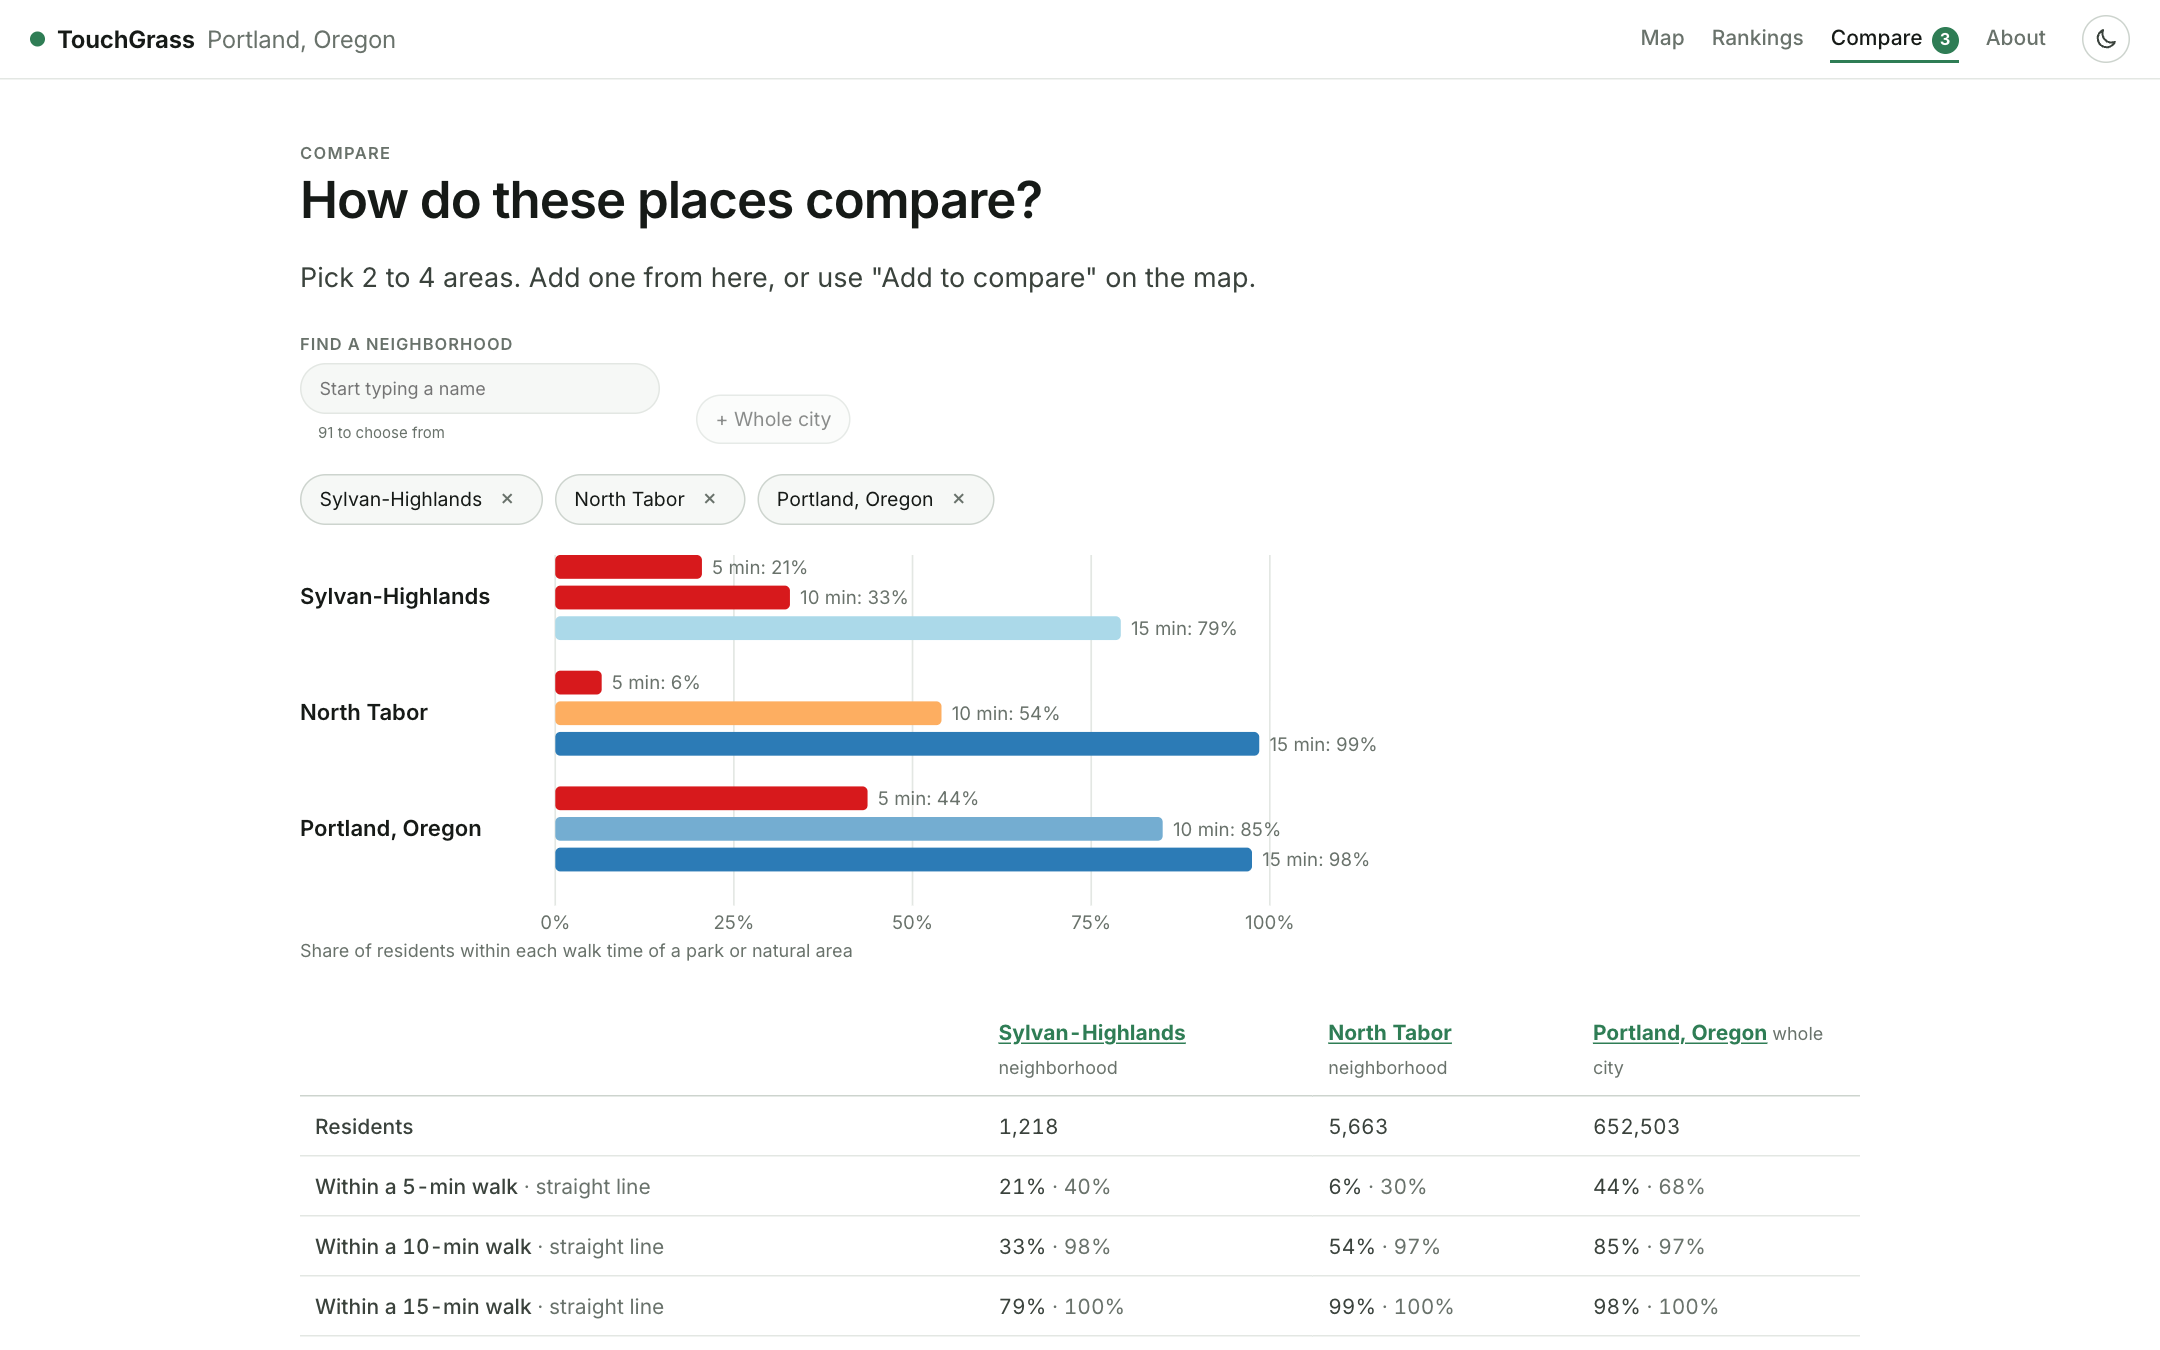 TouchGrass Portland, Oregon
Map Rankings Compare 3 About
COMPARE
How do these places compare?
Pick 2 to 4 areas. Add one from here, or use "Add to compare" on the map.
FIND A NEIGHBORHOOD
Start typing a name
+ Whole city
91 to choose from
Sylvan-Highlands × North Tabor × Portland, Oregon ×
5 min: 21%
Sylvan-Highlands 10 min: 33%
15 min: 79%
5 min: 6%
North Tabor 10 min: 54%
15 min: 99%
5 min: 44%
Portland, Oregon 10 min: 85%
15 min: 98%
0% 25% 50% 75% 100%
Share of residents within each walk time of a park or natural area
Sylvan-Highlands North Tabor Portland, Oregon whole
neighborhood neighborhood city
Residents 1,218 5,663 652,503
Within a 5-min walk · straight line 21% · 40% 6% · 30% 44% · 68%
Within a 10-min walk · straight line 33% · 98% 54% · 97% 85% · 97%
Within a 15-min walk · straight line 79% · 100% 99% · 100% 98% · 100%